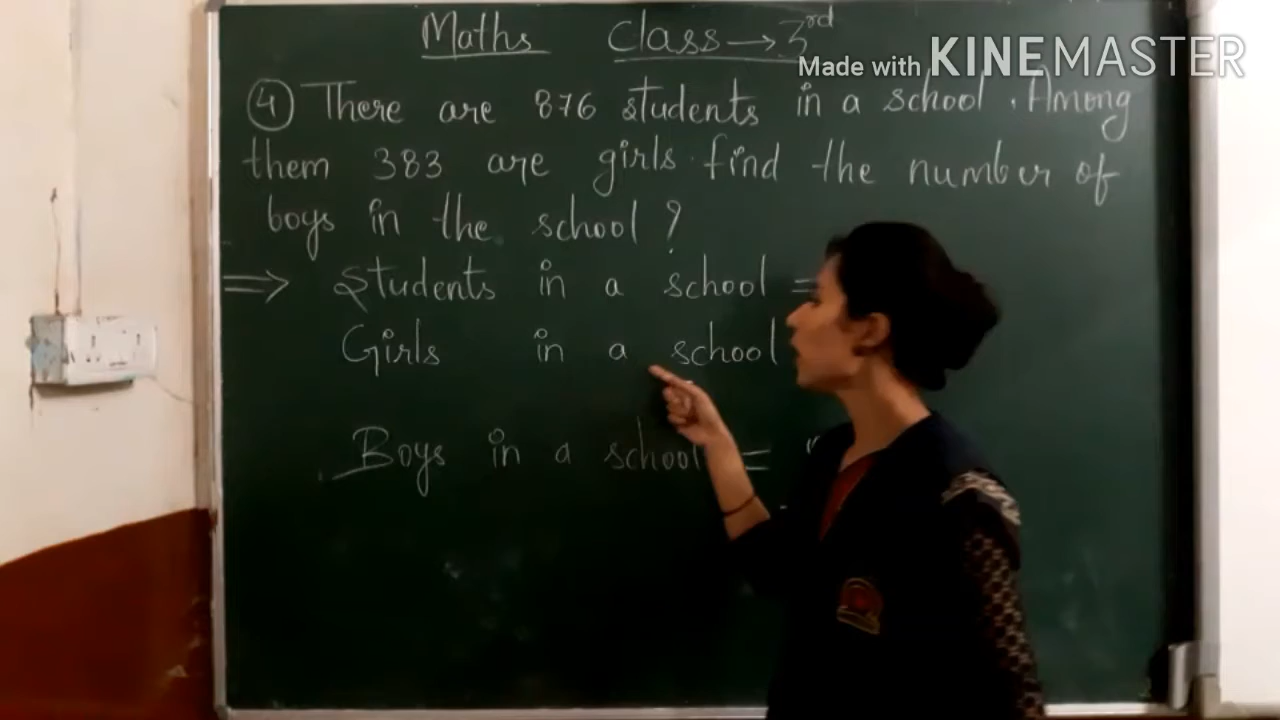 Maths Class → 3rd
Made with KINEMASTER
④ There are 876 students in a school. Among
them 383 are girls. find the number of
boys in the school?
⇒ Students in a school =
Girls in a school
Boys in a school =